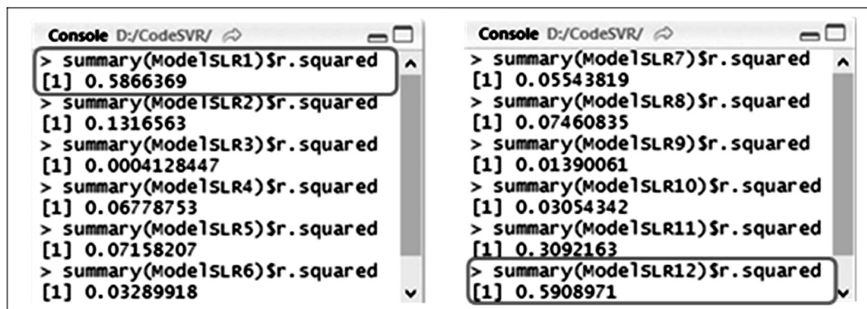 Console D:/CodeSVR/
> summary(ModelSLR1)$r.squared
[1] 0.5866369
> summary(ModelSLR2)$r.squared
[1] 0.1316563
> summary(ModelSLR3)$r.squared
[1] 0.0004128447
> summary(ModelSLR4)$r.squared
[1] 0.06778753
> summary(ModelSLR5)$r.squared
[1] 0.07158207
> summary(ModelSLR6)$r.squared
[1] 0.03289918
Console D:/CodeSVR/
> summary(ModelSLR7)$r.squared
[1] 0.05543819
> summary(ModelSLR8)$r.squared
[1] 0.07460835
> summary(ModelSLR9)$r.squared
[1] 0.01390061
> summary(ModelSLR10)$r.squared
[1] 0.03054342
> summary(ModelSLR11)$r.squared
[1] 0.3092163
> summary(ModelSLR12)$r.squared
[1] 0.5908971